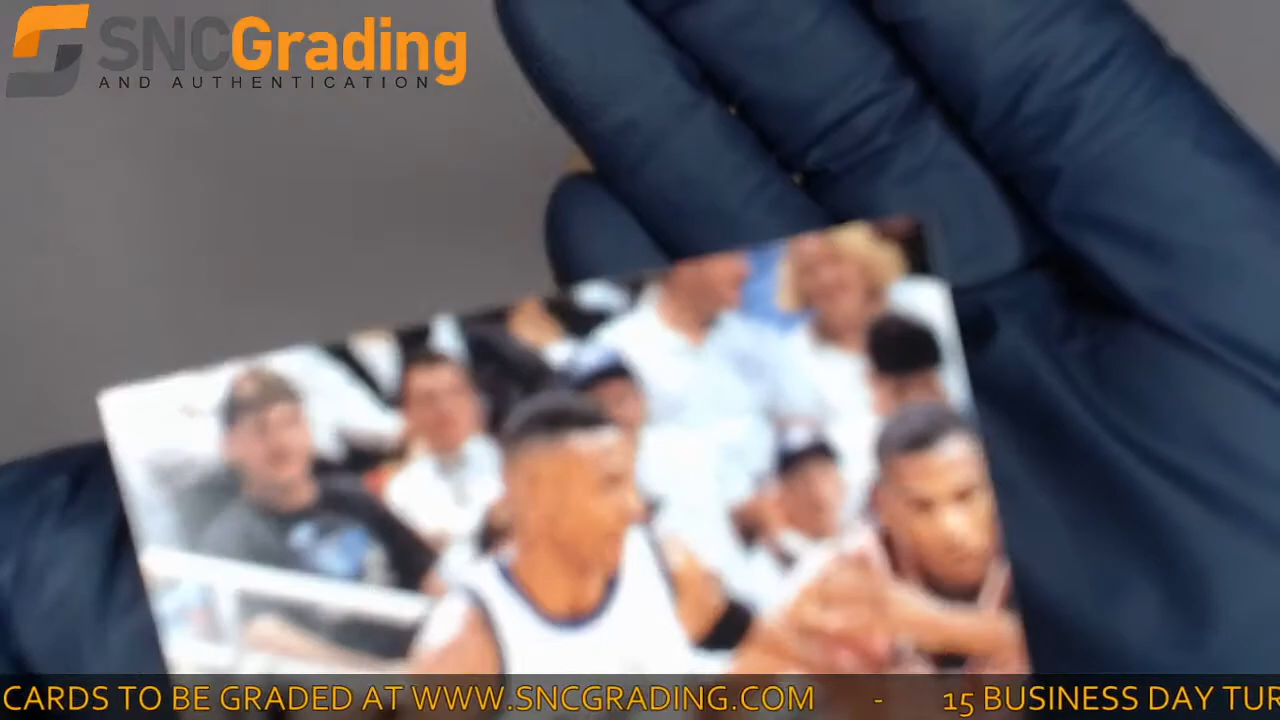 SNCGrading
AND AUTHENTICATION
CARDS TO BE GRADED AT WWW.SNCGRADING.COM - 15 BUSINESS DAY TUR